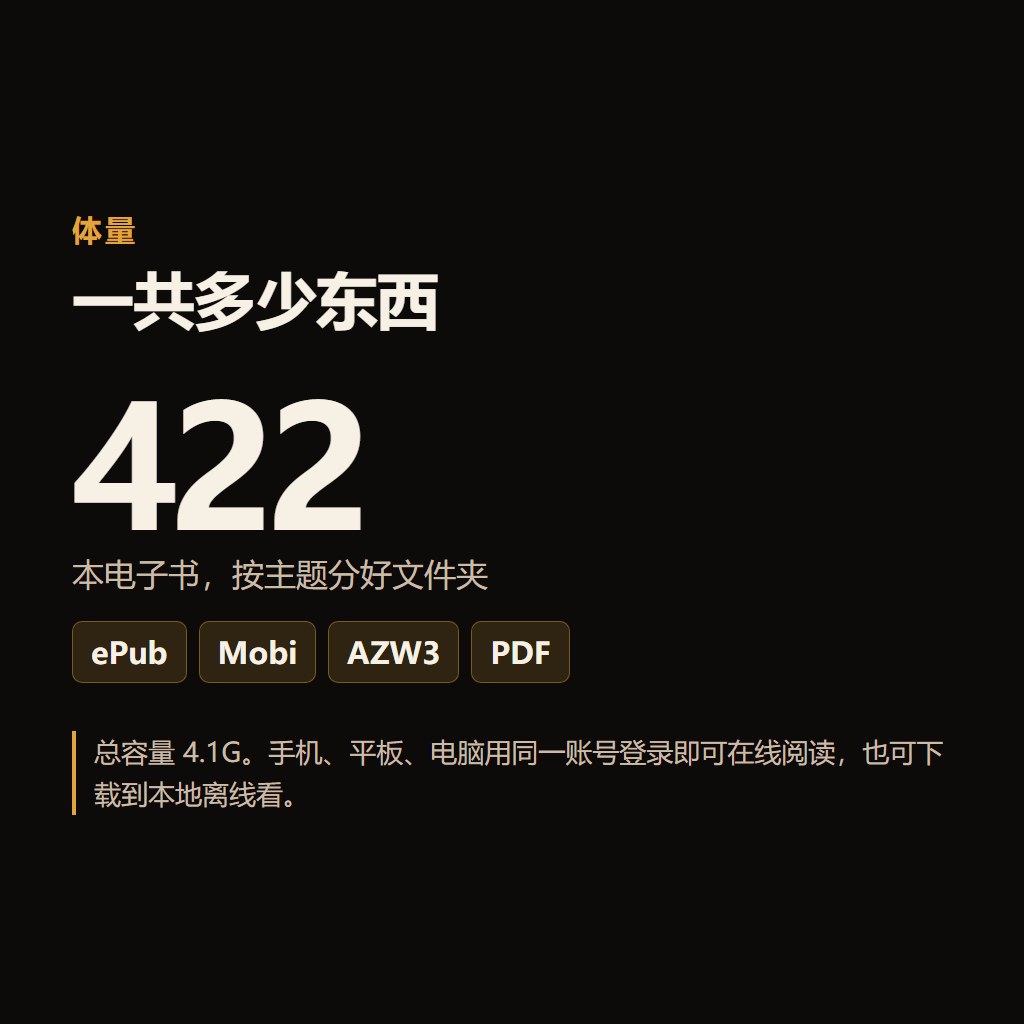 体量
一共多少东西
422
本电子书，按主题分好文件夹
ePub Mobi AZW3 PDF
总容量 4.1G。手机、平板、电脑用同一账号登录即可在线阅读，也可下
载到本地离线看。